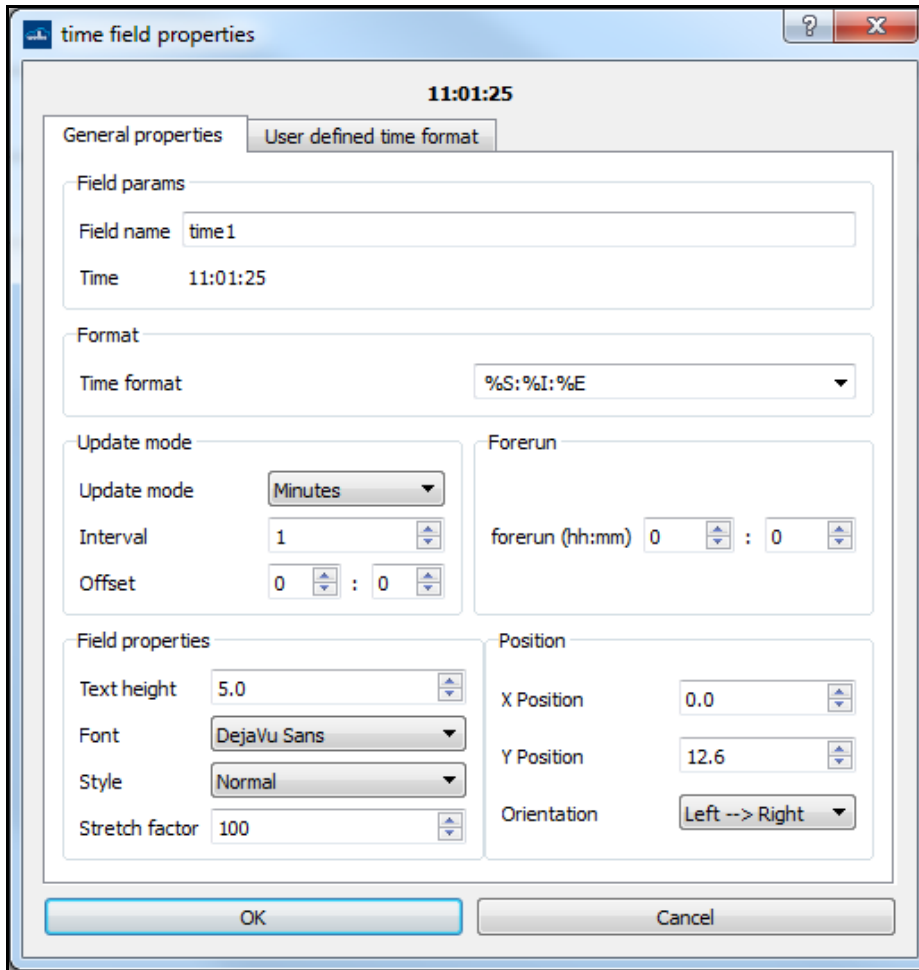 time field properties
11:01:25
General properties User defined time format
Field params
Field name time1
Time 11:01:25
Format
Time format %S:%I:%E
Update mode Forerun
Update mode Minutes
Interval 1 forerun (hh:mm) 0 : 0
Offset 0 : 0
Field properties Position
Text height 5.0
X Position 0.0
Font DejaVu Sans
Y Position 12.6
Style Normal
Orientation Left --> Right
Stretch factor 100
OK Cancel